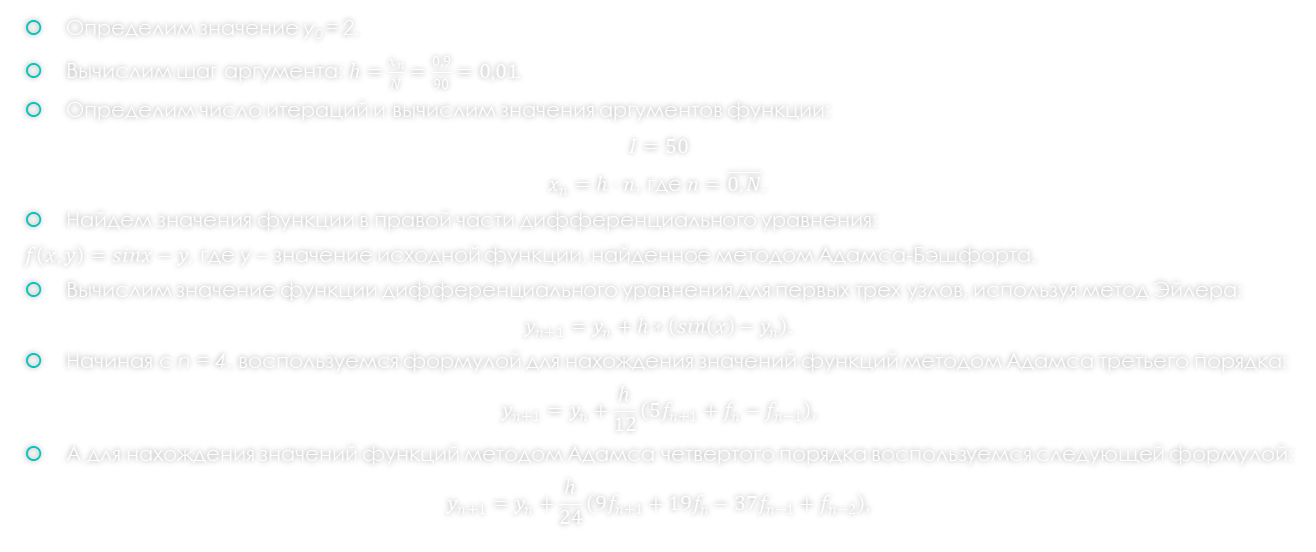 Определим значение y₀ = 2.
Вычислим шаг аргумента: h = x₀/N = 0.9/90 = 0,01.
Определим число итераций и вычислим значения аргументов функции:
l = 50
xₙ = h · n, где n = 0,N.
Найдем значения функции в правой части дифференциального уравнения:
f(x,y) = sinx − y, где y – значение исходной функции, найденное методом Адамса-Бэшфорта.
Вычислим значение функции дифференциального уравнения для первых трех узлов, используя метод Эйлера:
yₙ₊₁ = yₙ + h ∗ (sin(x) − yₙ).
Начиная с n = 4, воспользуемся формулой для нахождения значений функций методом Адамса третьего порядка:
yₙ₊₁ = yₙ + h/12 (5fₙ₊₁ + fₙ − fₙ₋₁).
А для нахождения значений функций методом Адамса четвертого порядка воспользуемся следующей формулой:
yₙ₊₁ = yₙ + h/24 (9fₙ₊₁ + 19fₙ − 37fₙ₋₁ + fₙ₋₂).